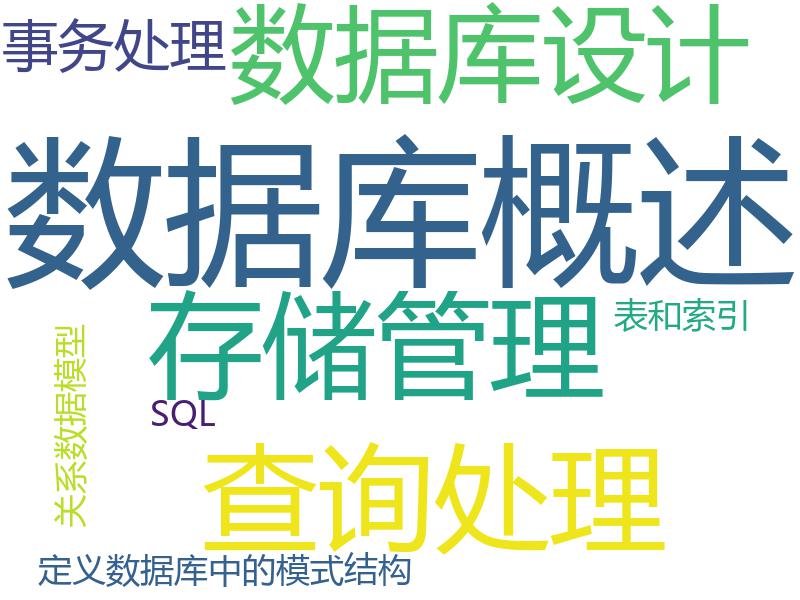 事务处理
数据库设计
数据库概述
存储管理
表和索引
关系数据模型
SQL
查询处理
定义数据库中的模式结构